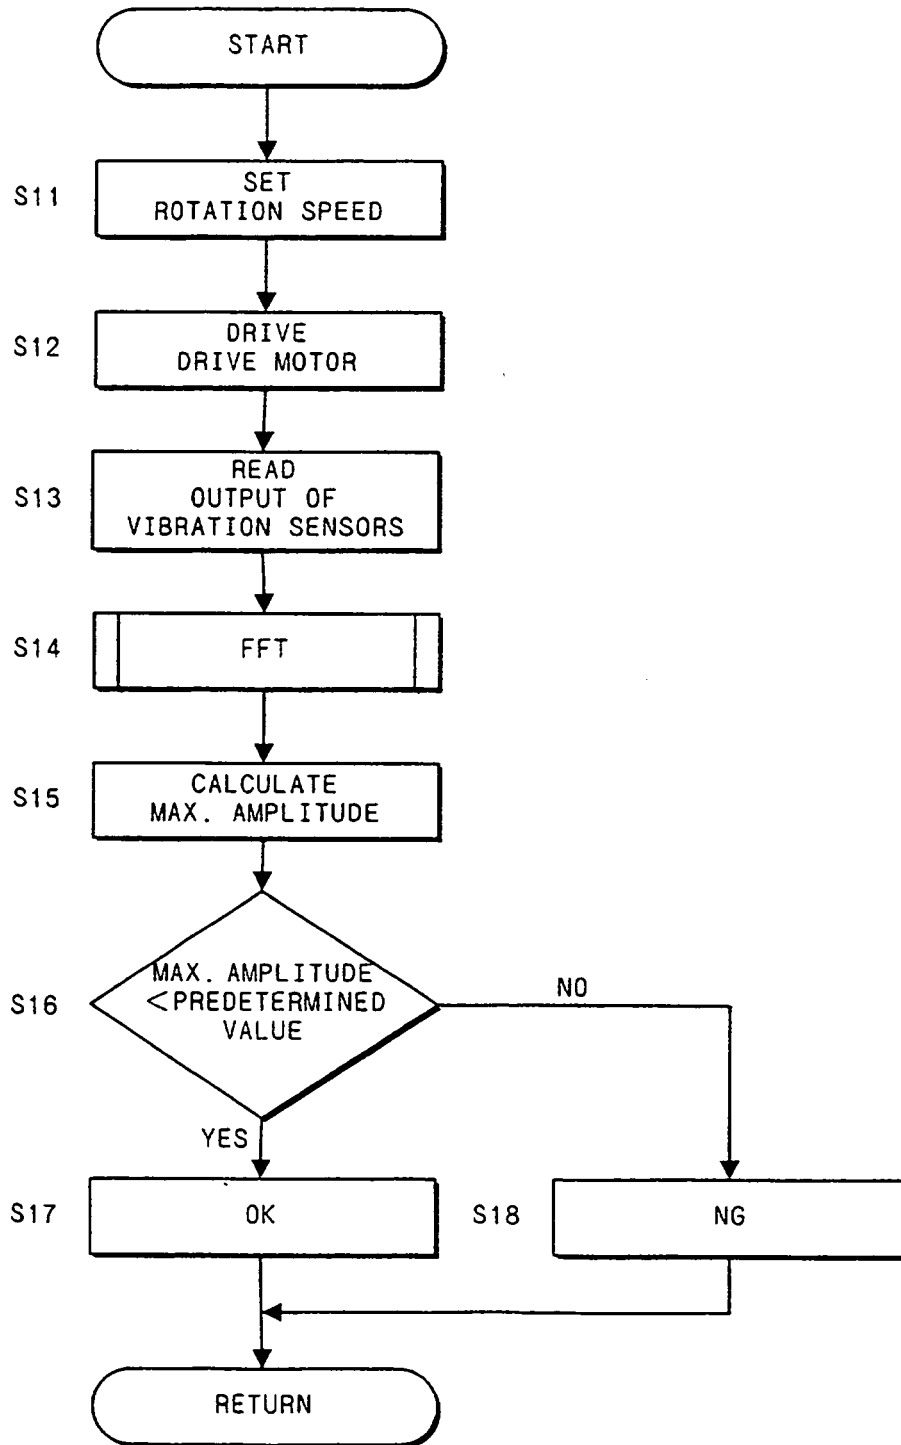 START
S11
SET
ROTATION SPEED
S12
DRIVE
DRIVE MOTOR
S13
READ
OUTPUT OF
VIBRATION SENSORS
S14
FFT
S15
CALCULATE
MAX. AMPLITUDE
S16
MAX. AMPLITUDE
<PREDETERMINED
VALUE
NO
YES
S17
OK
S18
NG
RETURN